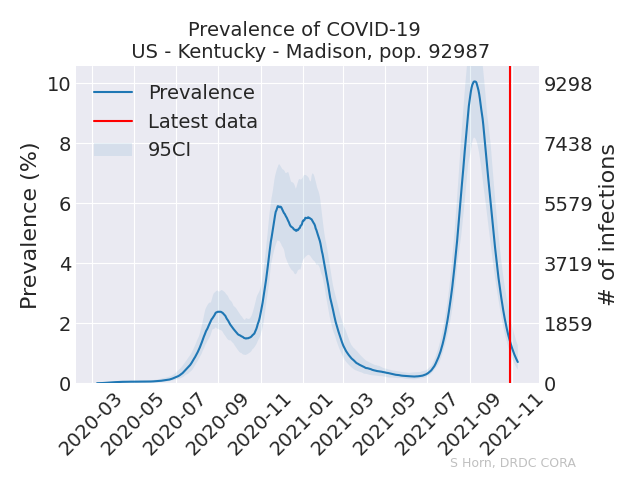 Prevalence of COVID-19
US - Kentucky - Madison, pop. 92987
Prevalence
Latest data
95CI
Prevalence (%)
10
8
6
4
2
0
9298
7438
5579
3719
1859
0
# of infections
2020-03
2020-05
2020-07
2020-09
2020-11
2021-01
2021-03
2021-05
2021-07
2021-09
2021-11
S Horn, DRDC CORA